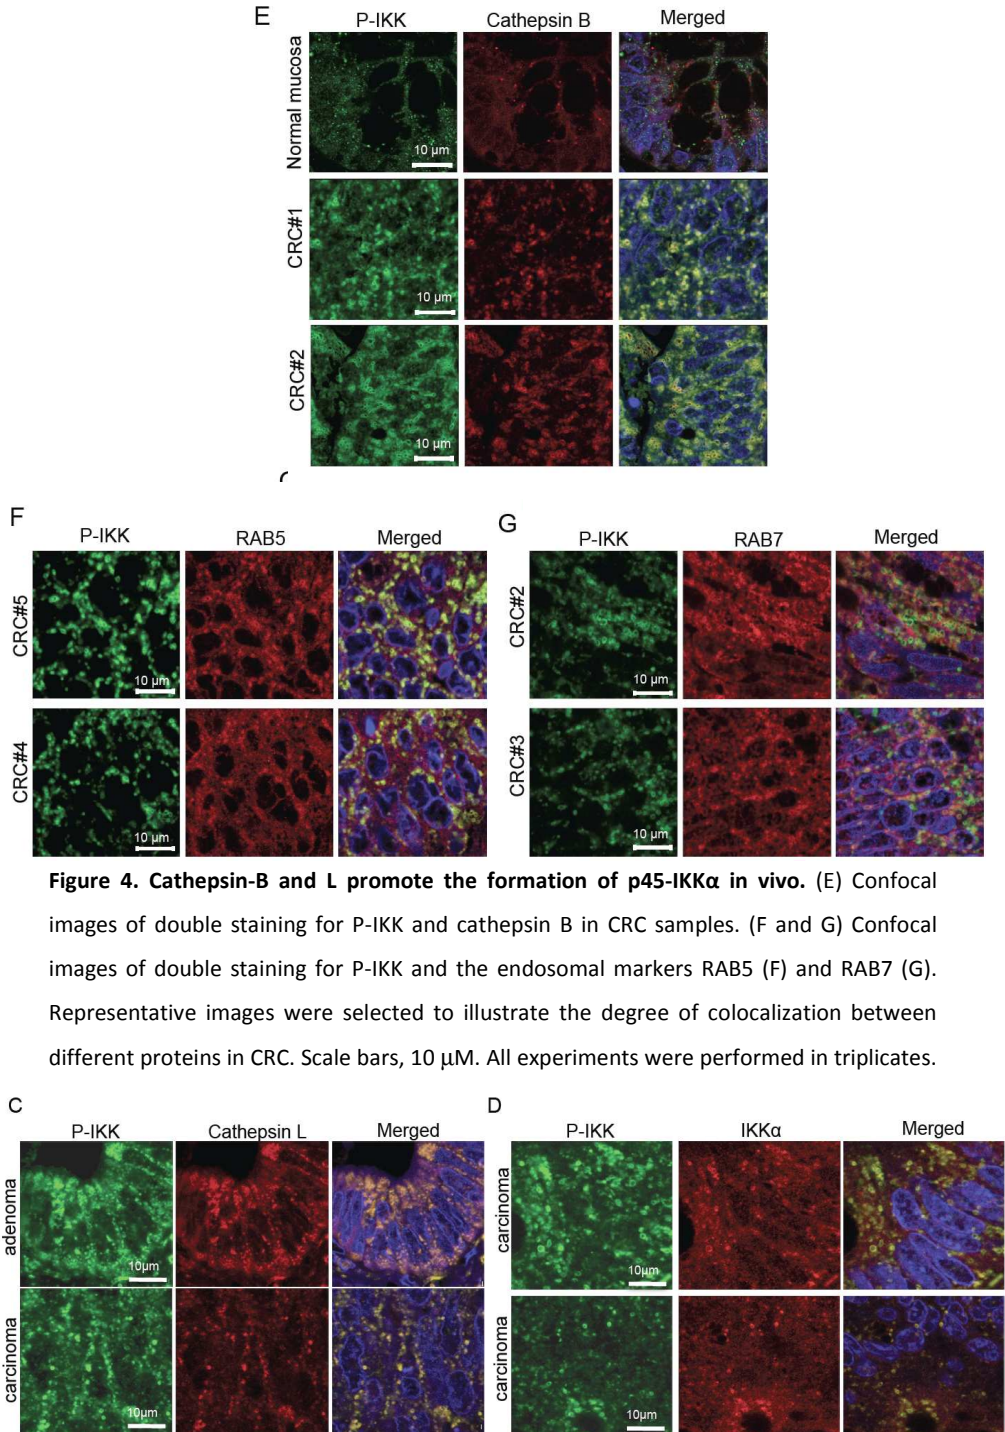 E
P-IKK Cathepsin B Merged
Normal mucosa
10 µm
CRC#1
10 µm
CRC#2
10 µm
F
P-IKK RAB5 Merged
CRC#5
10 µm
CRC#4
10 µm
G
P-IKK RAB7 Merged
CRC#2
10 µm
CRC#3
10 µm
Figure 4. Cathepsin-B and L promote the formation of p45-IKKα in vivo. (E) Confocal
images of double staining for P-IKK and cathepsin B in CRC samples. (F and G) Confocal
images of double staining for P-IKK and the endosomal markers RAB5 (F) and RAB7 (G).
Representative images were selected to illustrate the degree of colocalization between
different proteins in CRC. Scale bars, 10 μM. All experiments were performed in triplicates.
C
P-IKK Cathepsin L Merged
adenoma
10µm
carcinoma
10µm
D
P-IKK IKKα Merged
carcinoma
10µm
carcinoma
10µm